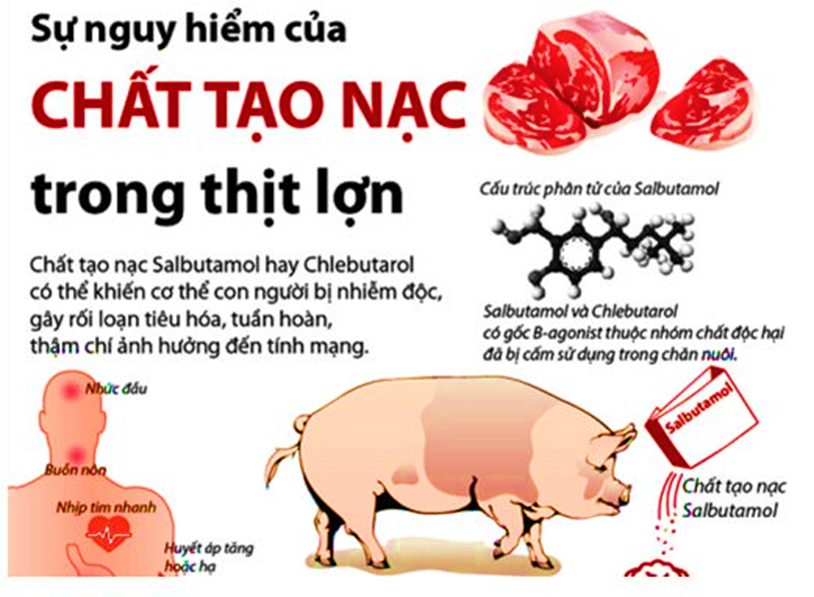 Sự nguy hiểm của
CHẤT TẠO NẠC
trong thịt lợn
Chất tạo nạc Salbutamol hay Chlebutarol
có thể khiến cơ thể con người bị nhiễm độc,
gây rối loạn tiêu hóa, tuần hoàn,
thậm chí ảnh hưởng đến tính mạng.
Cấu trúc phân tử của Salbutamol
Salbutamol và Chlebutarol
có gốc B-agonist thuộc nhóm chất độc hại
đã bị cấm sử dụng trong chăn nuôi.
Nhức đầu
Buồn nôn
Nhịp tim nhanh
Huyết áp tăng
hoặc hạ
Salbutamol
Chất tạo nạc
Salbutamol